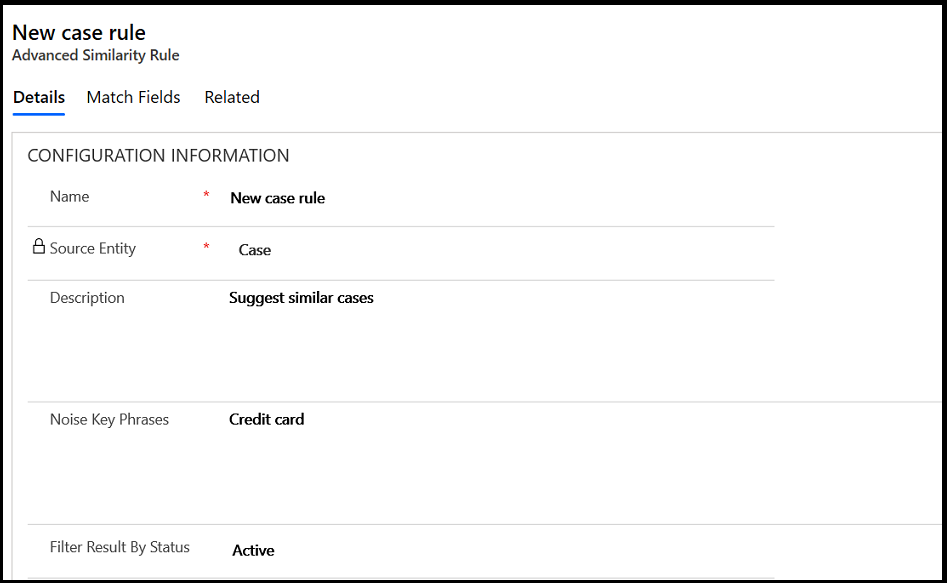 New case rule
Advanced Similarity Rule
Details Match Fields Related
CONFIGURATION INFORMATION
Name * New case rule
Source Entity * Case
Description Suggest similar cases
Noise Key Phrases Credit card
Filter Result By Status Active